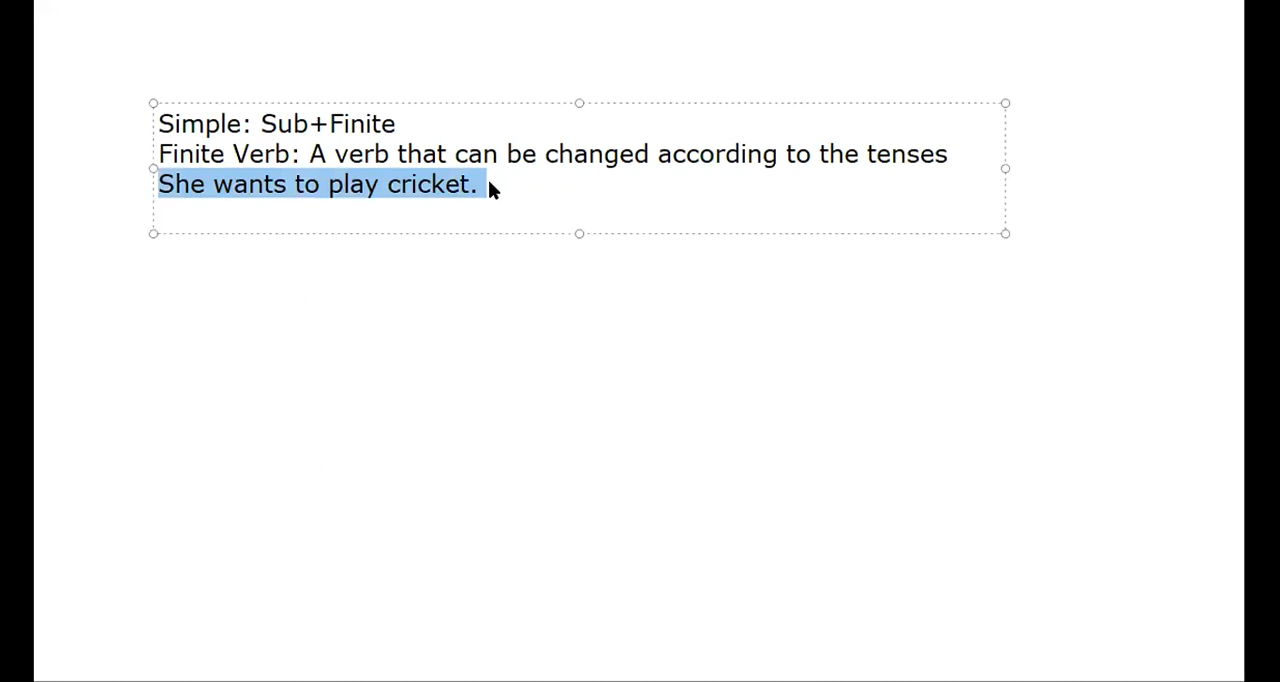 Simple: Sub+Finite
Finite Verb: A verb that can be changed according to the tenses
She wants to play cricket.